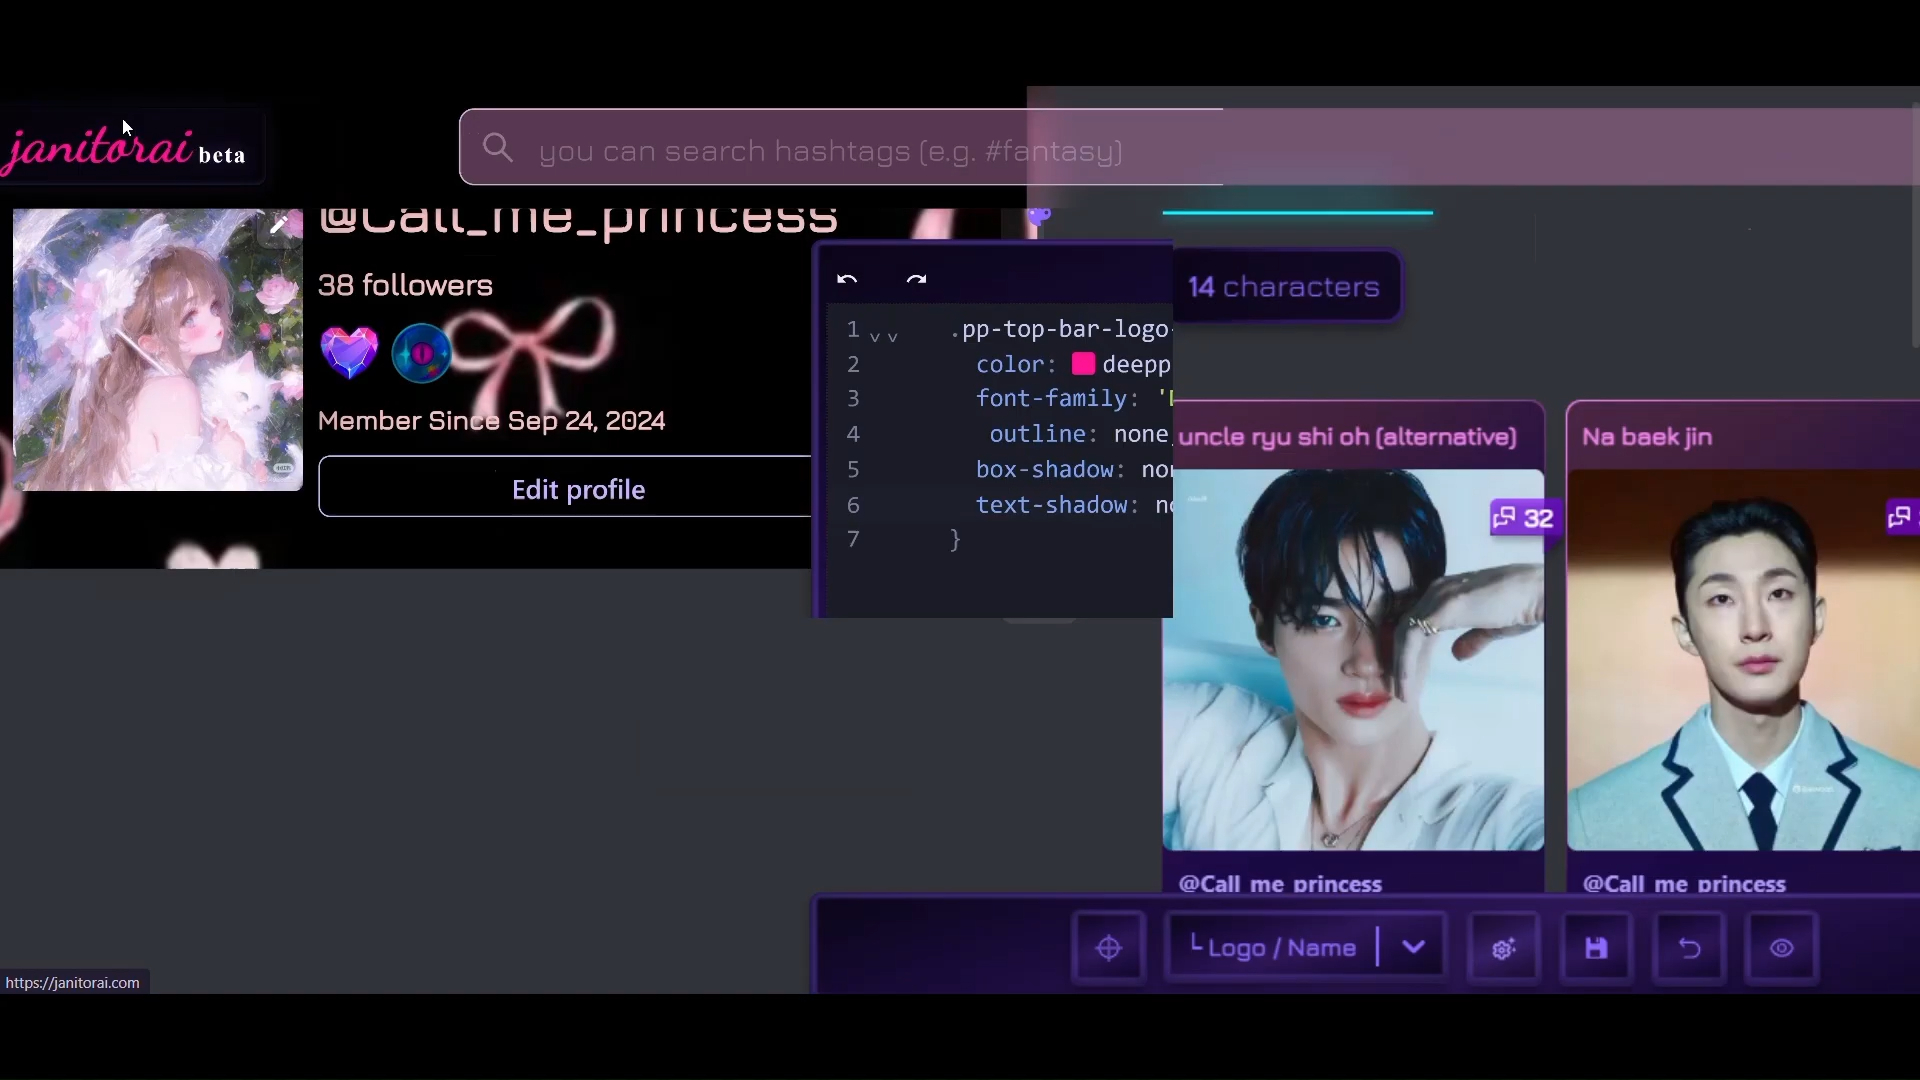 janitorai beta
you can search hashtags (e.g. #fantasy)
@Call_me_princess
38 followers
Member Since Sep 24, 2024
Edit profile
1 .pp-top-bar-logo-
2 color: deepp
3 font-family: '
4 outline: none
5 box-shadow: non
6 text-shadow: no
7 }
14 characters
uncle ryu shi oh (alternative)
32
@Call_me_princess
Na baek jin
@Call_me_princess
└ Logo / Name
https://janitorai.com